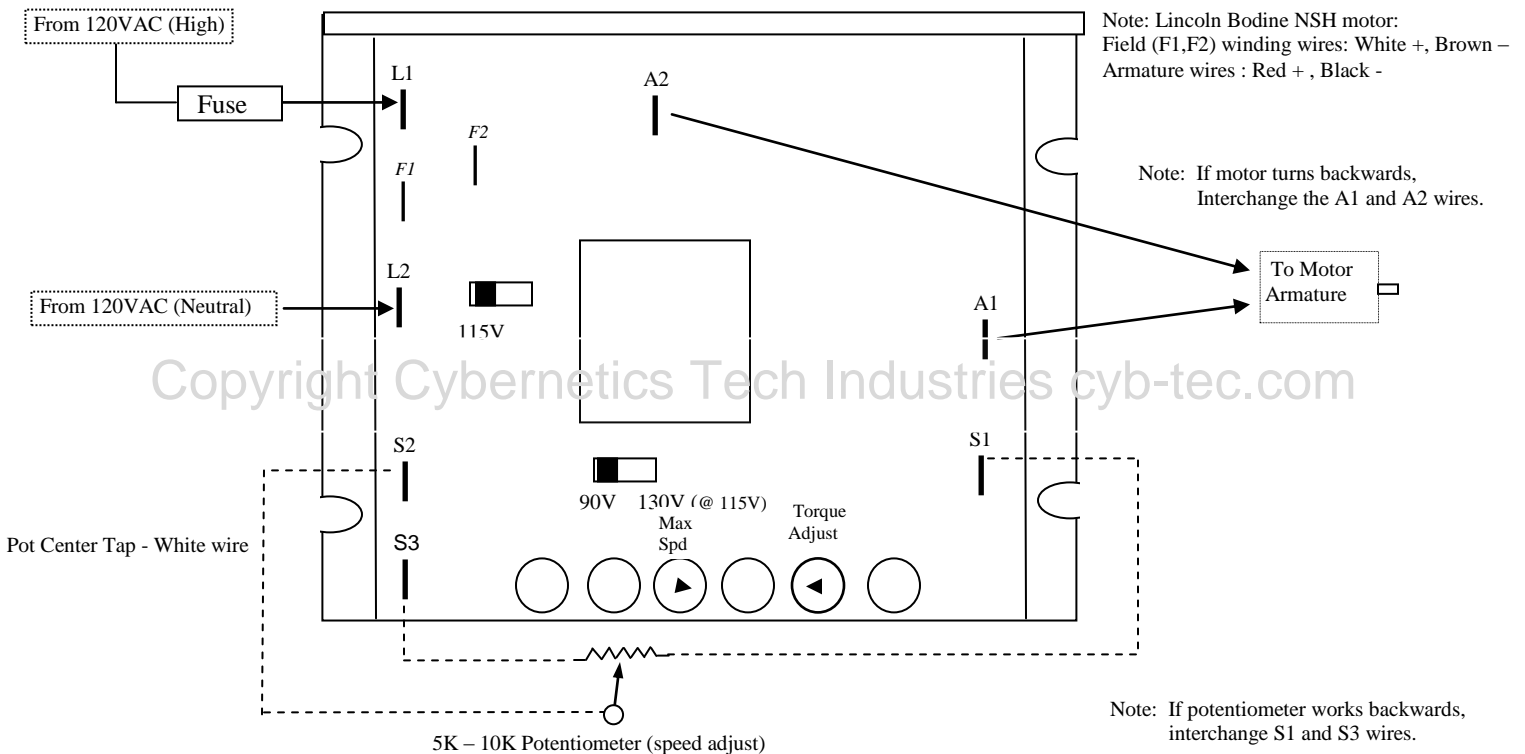 From 120VAC (High)
Fuse
L1
A2
F2
F1
Note: Lincoln Bodine NSH motor:
Field (F1,F2) winding wires: White +, Brown –
Armature wires : Red + , Black -
Note: If motor turns backwards,
Interchange the A1 and A2 wires.
From 120VAC (Neutral)
L2
115V
A1
To Motor
Armature
Copyright Cybernetics Tech Industries cyb-tec.com
S2
S1
90V 130V (@ 115V)
Max
Spd
Torque
Adjust
Pot Center Tap - White wire
S3
5K – 10K Potentiometer (speed adjust)
Note: If potentiometer works backwards,
interchange S1 and S3 wires.